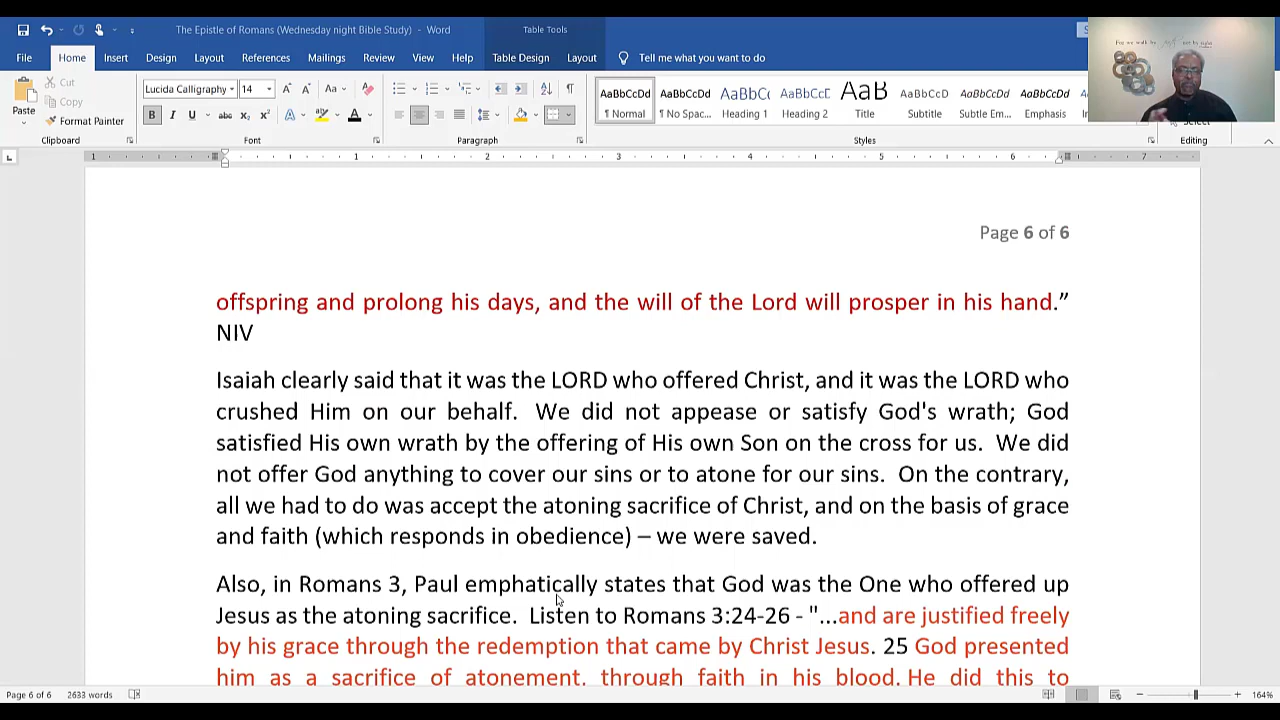 The Epistle of Romans (Wednesday night Bible Study) - Word
Table Tools
File Home Insert Design Layout References Mailings Review View Help Table Design Layout Tell me what you want to do
Paste
Cut
Copy
Format Painter
Lucida Calligraphy 14
AaBbCcDd AaBbCcDd AaBbCc AaBbCcD AaB AaBbCcD AaBbCcDd AaBbCcDd
¶ Normal ¶ No Spac... Heading 1 Heading 2 Title Subtitle Subtle Em... Emphasis
Clipboard Font Paragraph Styles Editing
1 1 2 3 4 5 6 7
Page 6 of 6
offspring and prolong his days, and the will of the Lord will prosper in his hand.”
NIV
Isaiah clearly said that it was the LORD who offered Christ, and it was the LORD who
crushed Him on our behalf. We did not appease or satisfy God's wrath; God
satisfied His own wrath by the offering of His own Son on the cross for us. We did
not offer God anything to cover our sins or to atone for our sins. On the contrary,
all we had to do was accept the atoning sacrifice of Christ, and on the basis of grace
and faith (which responds in obedience) – we were saved.
Also, in Romans 3, Paul emphatically states that God was the One who offered up
Jesus as the atoning sacrifice. Listen to Romans 3:24-26 - "...and are justified freely
by his grace through the redemption that came by Christ Jesus. 25 God presented
him as a sacrifice of atonement, through faith in his blood. He did this to
Page 6 of 6 2633 words
164%